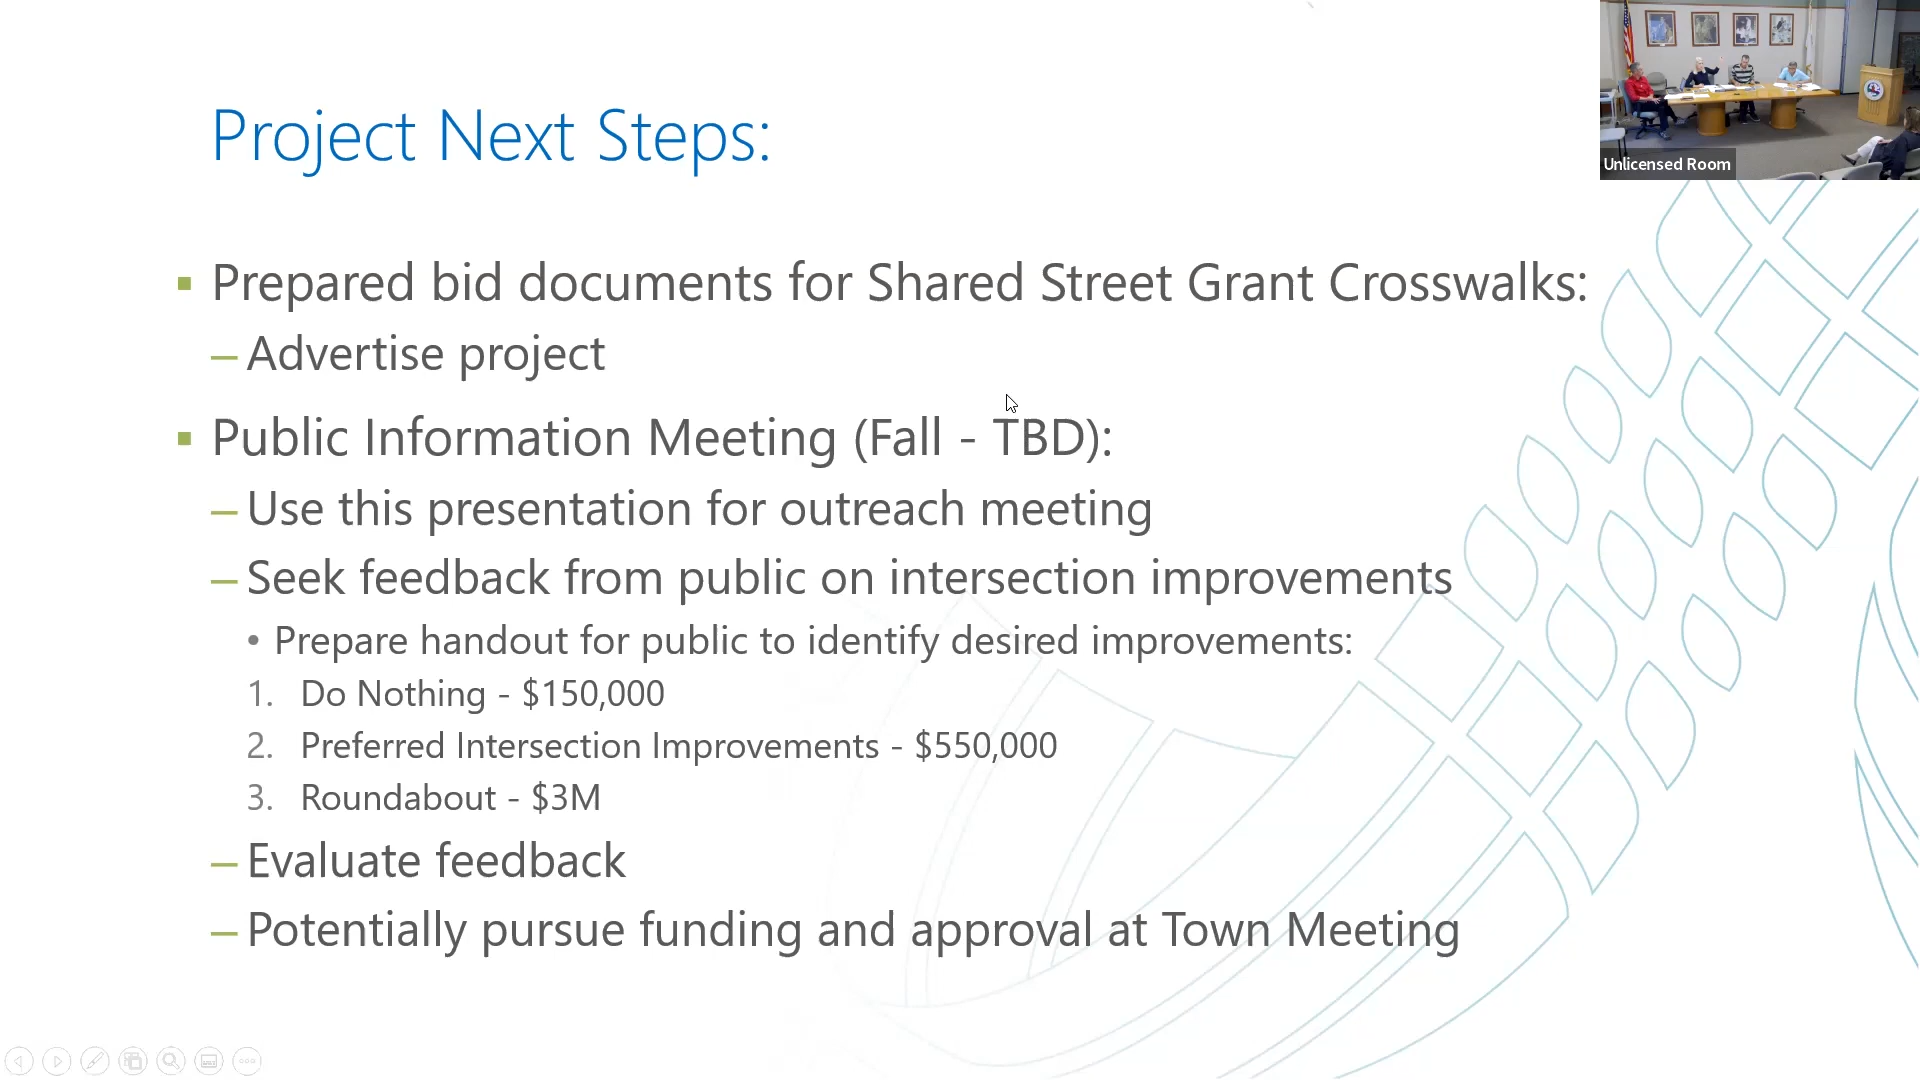 Project Next Steps:
Unlicensed Room
▪ Prepared bid documents for Shared Street Grant Crosswalks:
– Advertise project
▪ Public Information Meeting (Fall - TBD):
– Use this presentation for outreach meeting
– Seek feedback from public on intersection improvements
• Prepare handout for public to identify desired improvements:
1. Do Nothing - $150,000
2. Preferred Intersection Improvements - $550,000
3. Roundabout - $3M
– Evaluate feedback
– Potentially pursue funding and approval at Town Meeting